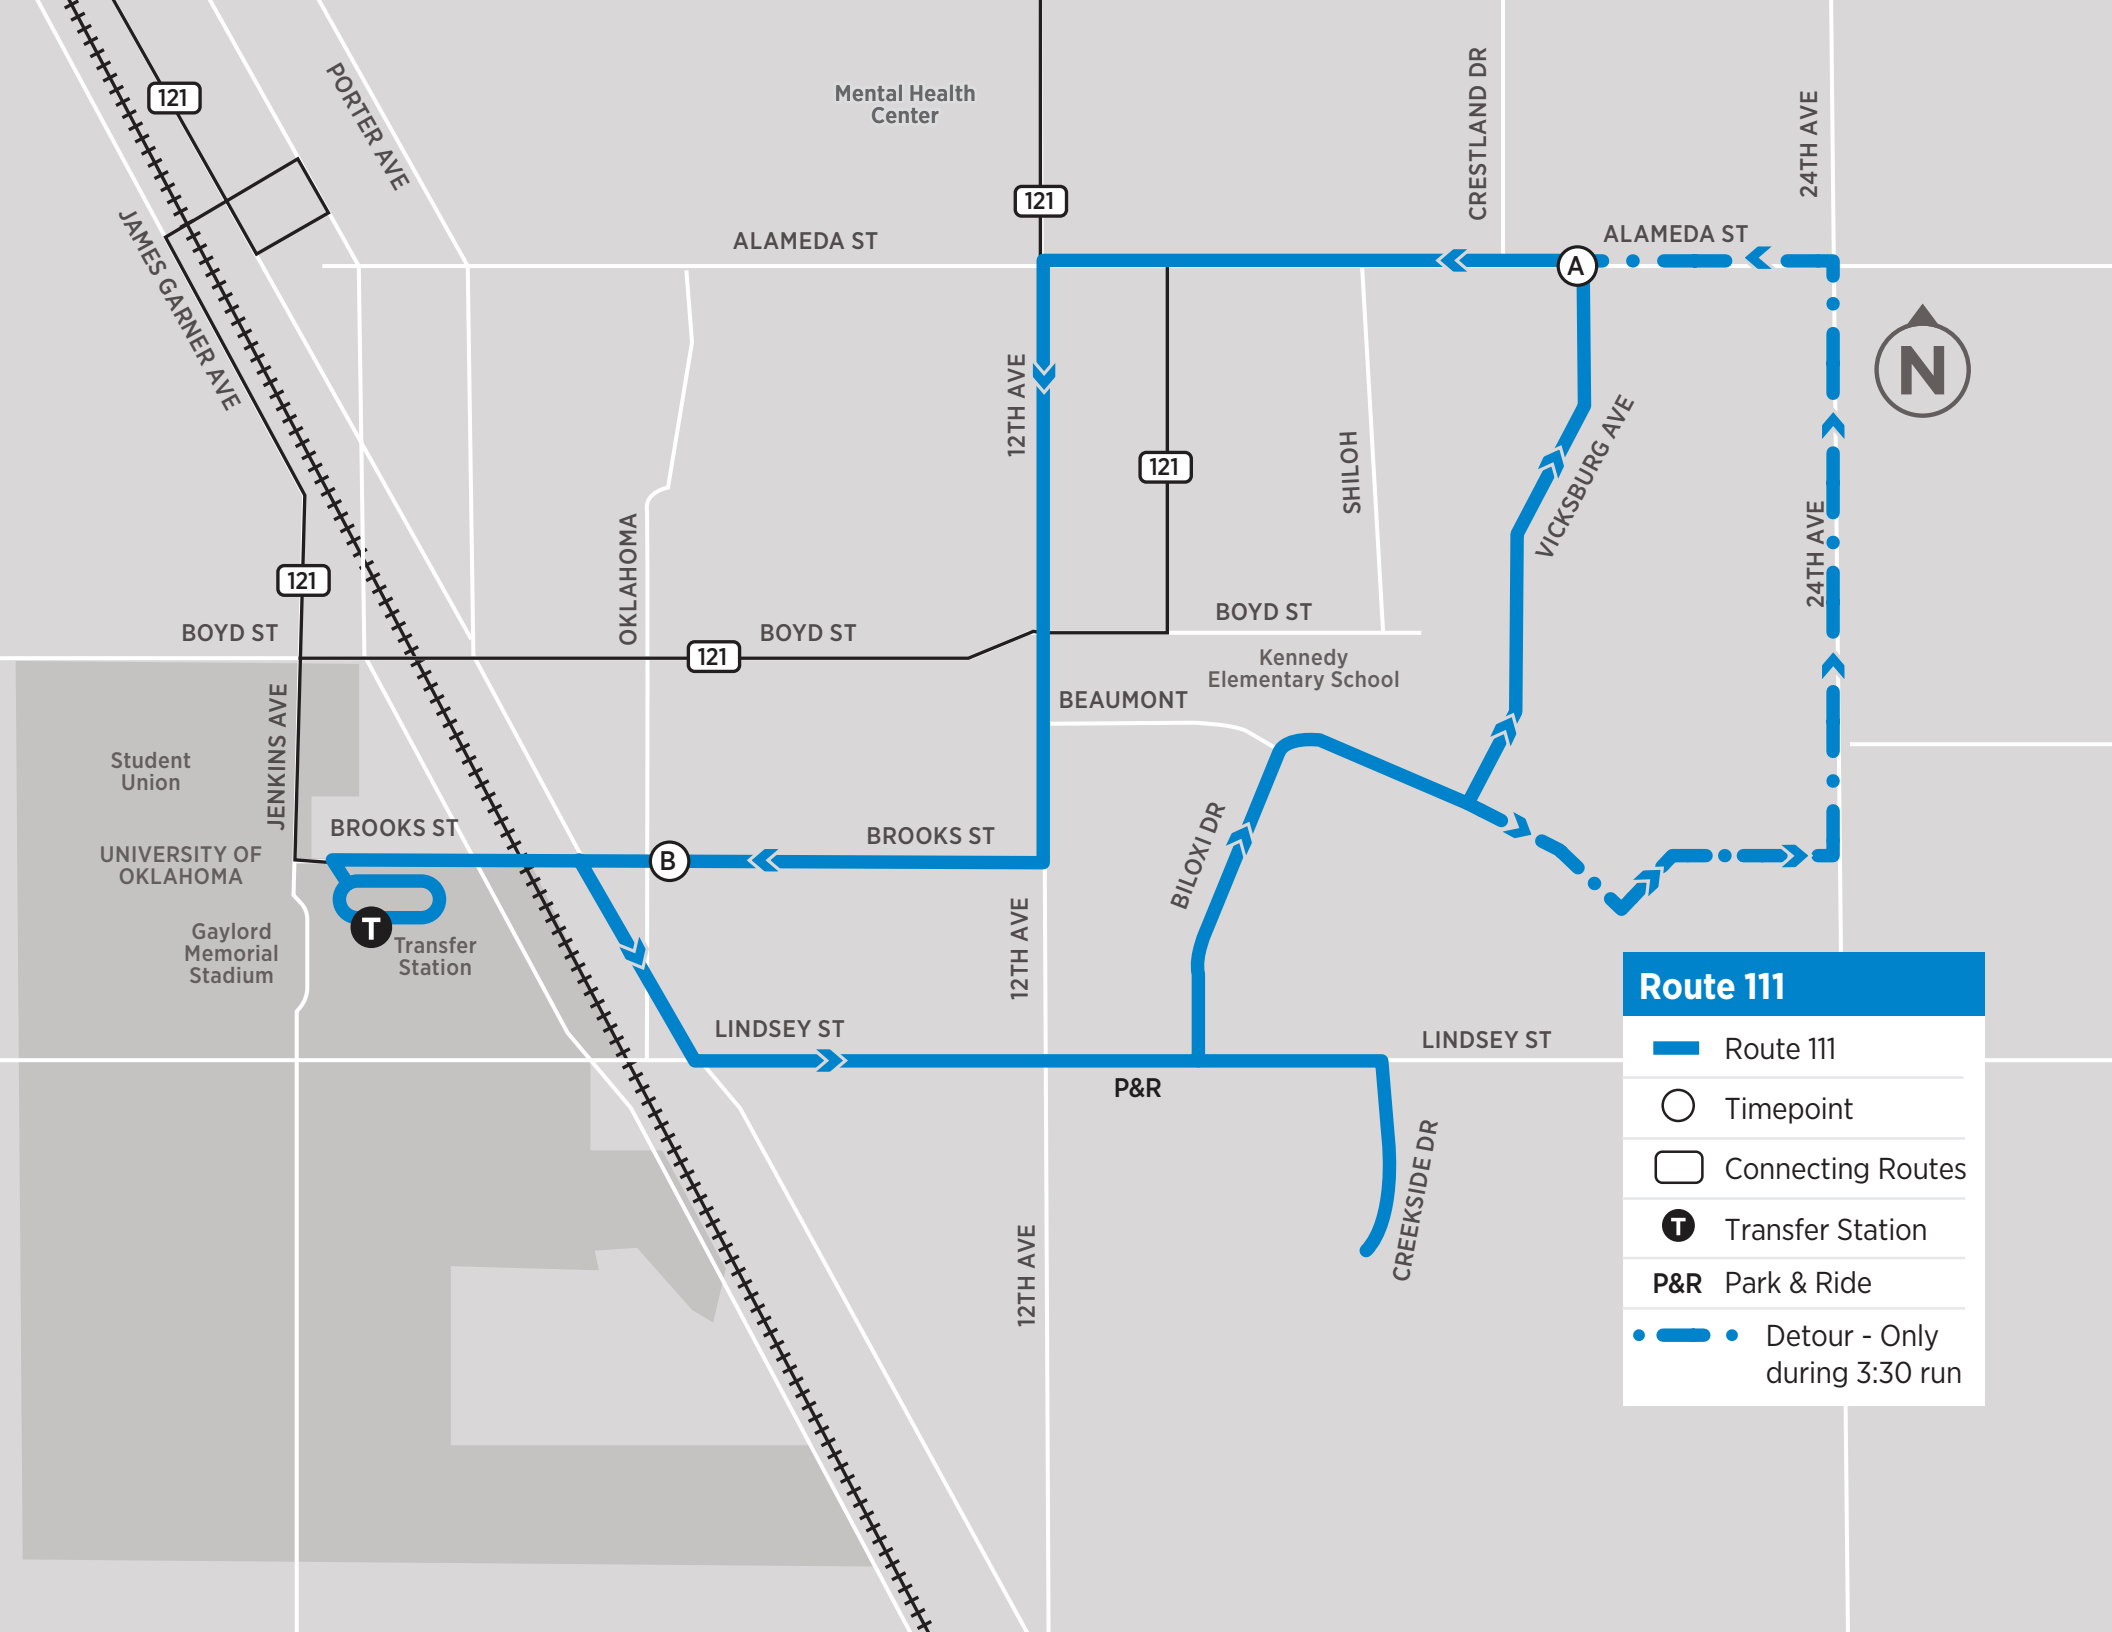 121
PORTER AVE
Mental Health
Center
CRESTLAND DR
24TH AVE
121
JAMES GARNER AVE
ALAMEDA ST
ALAMEDA ST
A
N
12TH AVE
121
SHILOH
VICKSBURG AVE
24TH AVE
OKLAHOMA
121
BOYD ST
BOYD ST
121
BOYD ST
Kennedy
Elementary School
BEAUMONT
JENKINS AVE
Student
Union
BROOKS ST
BROOKS ST
B
UNIVERSITY OF
OKLAHOMA
BILOXI DR
Gaylord
Memorial
Stadium
T
Transfer
Station
12TH AVE
LINDSEY ST
LINDSEY ST
P&R
CREEKSIDE DR
12TH AVE
Route 111
Route 111
Timepoint
Connecting Routes
T Transfer Station
P&R Park & Ride
Detour - Only
during 3:30 run